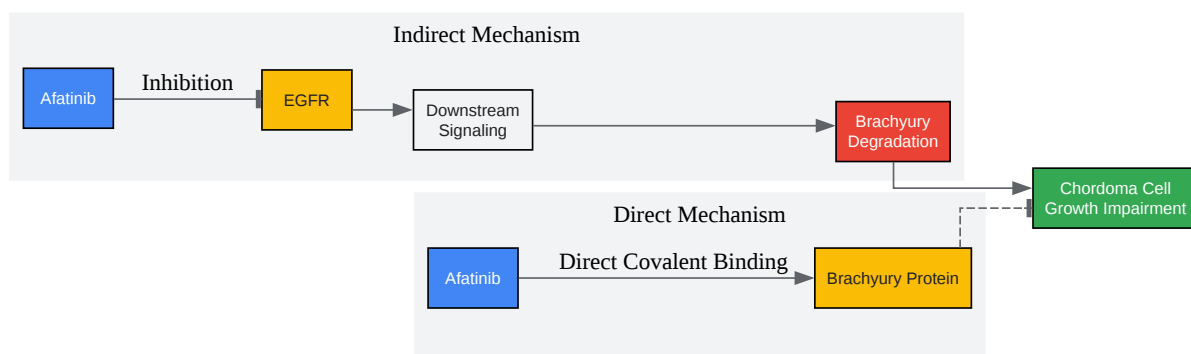 Indirect Mechanism
Afatinib
Inhibition
EGFR
Downstream
Signaling
Brachyury
Degradation
Chordoma Cell
Growth Impairment
Direct Mechanism
Afatinib
Direct Covalent Binding
Brachyury Protein